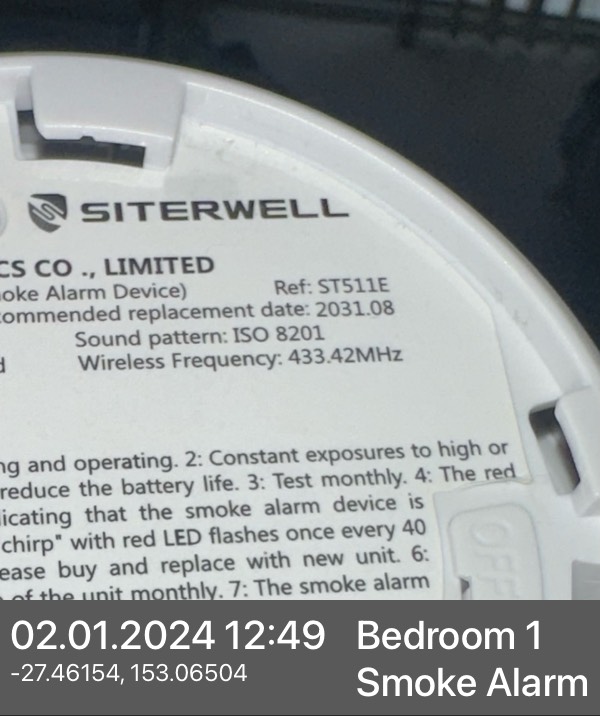 SITERWELL
CS CO ., LIMITED
oke Alarm Device) Ref: ST511E
ommended replacement date: 2031.08
Sound pattern: ISO 8201
d Wireless Frequency: 433.42MHz
ng and operating. 2: Constant exposures to high or
reduce the battery life. 3: Test monthly. 4: The red
licating that the smoke alarm device is
chirp" with red LED flashes once every 40
ease buy and replace with new unit. 6:
of the unit monthly. 7: The smoke alarm
OFF
02.01.2024 12:49 Bedroom 1
-27.46154, 153.06504 Smoke Alarm